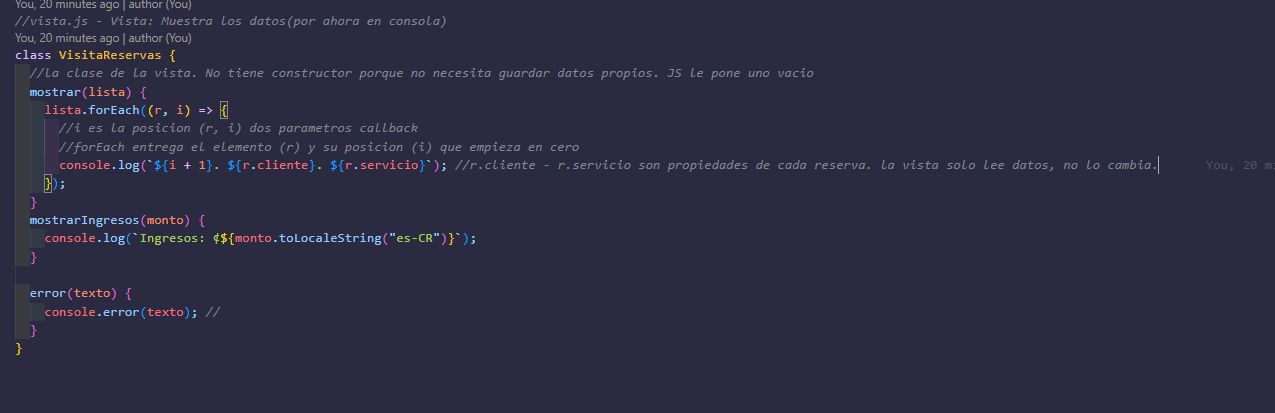 You, 20 minutes ago | author (You)
//vista.js - Vista: Muestra los datos(por ahora en consola)
You, 20 minutes ago | author (You)
class VisitaReservas {
//la clase de la vista. No tiene constructor porque no necesita guardar datos propios. JS le pone uno vacio
mostrar(lista) {
lista.forEach((r, i) => {
//i es la posicion (r, i) dos parametros callback
//forEach entrega el elemento (r) y su posicion (i) que empieza en cero
console.log(`${i + 1}. ${r.cliente}. ${r.servicio}`); //r.cliente - r.servicio son propiedades de cada reserva. la vista solo lee datos, no lo cambia. You, 20 mi
});
}
mostrarIngresos(monto) {
console.log(`Ingresos: ₡${monto.toLocaleString("es-CR")}`);
}
error(texto) {
console.error(texto); //
}
}